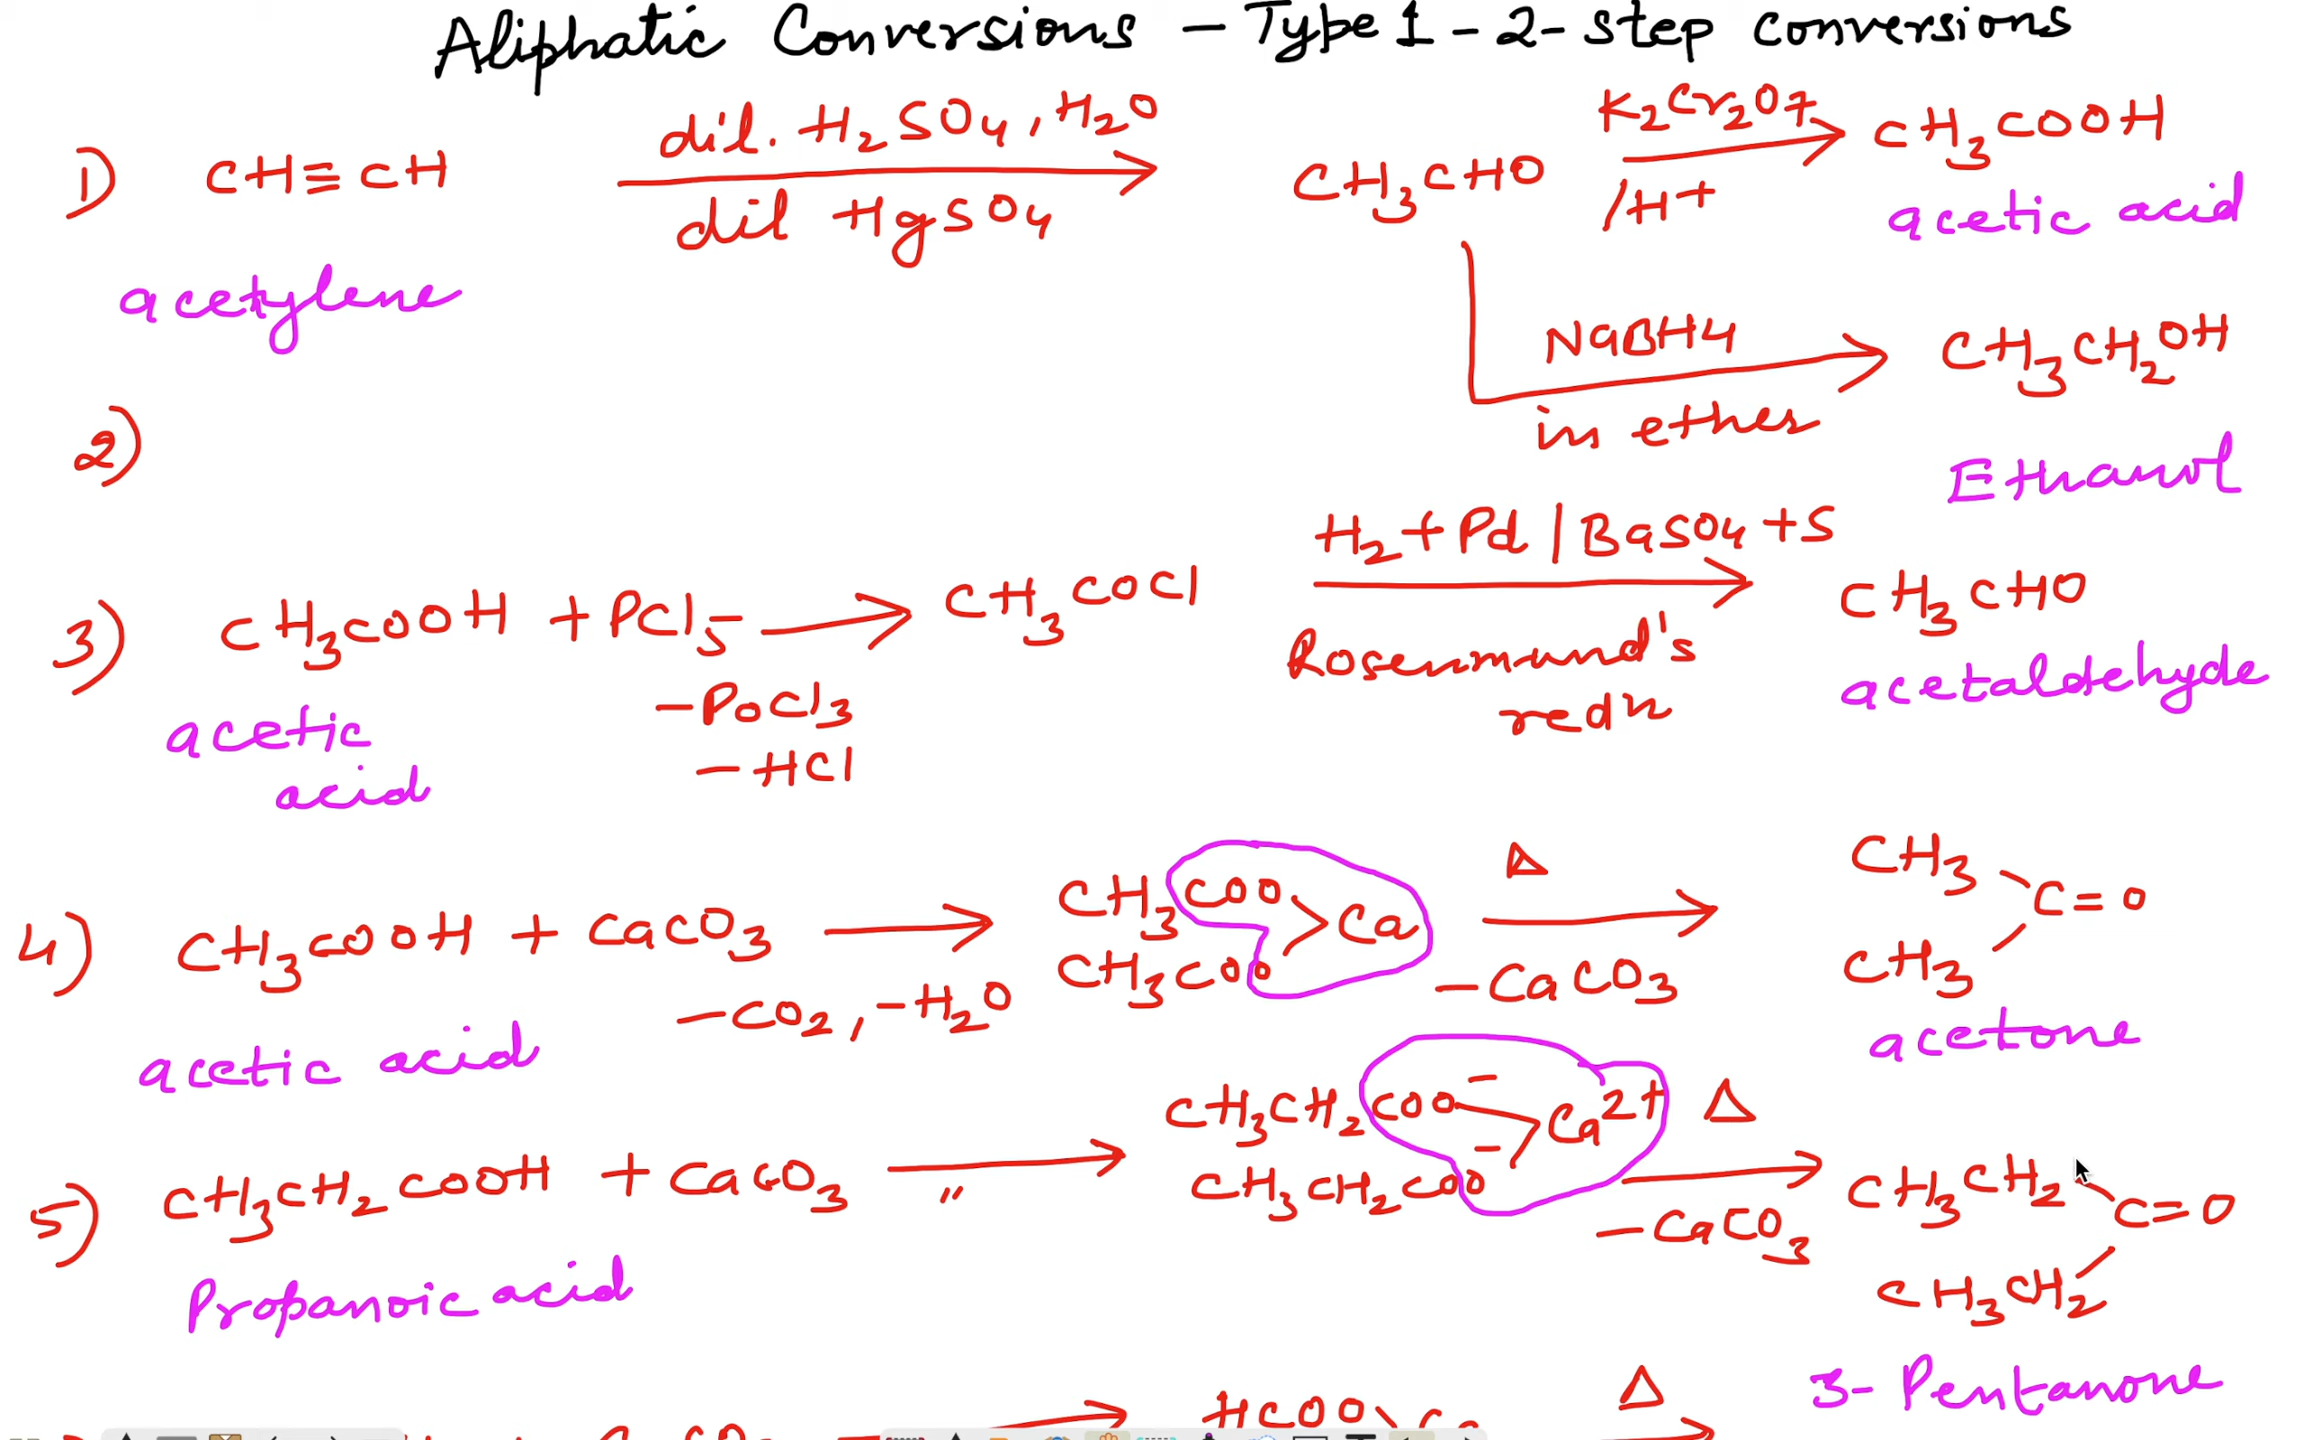 Aliphatic Conversions – Type 1 - 2 - step conversions
1) CH≡CH dil. H2SO4, H2O dil HgSO4 CH3CHO K2Cr2O7 /H+ CH3COOH
acetylene acetic acid
2) NaBH4 in ether CH3CH2OH
Ethanol
3) CH3COOH + PCl5 → CH3COCl H2+Pd | BaSO4 + S CH3CHO
acetic acid -POCl3 -HCl Rosenmund's redn acetaldehyde
4) CH3COOH + CaCO3 → CH3COO CH3COO >Ca Δ CH3 CH3 C=O
-CO2, -H2O -CaCO3
acetic acid acetone
5) CH3CH2COOH + CaCO3 → CH3CH2COO- CH3CH2COO- Ca2+ Δ CH3CH2 CH3CH2 C=O
" -CaCO3
Propanoic acid 3- Pentanone
HCOO Δ